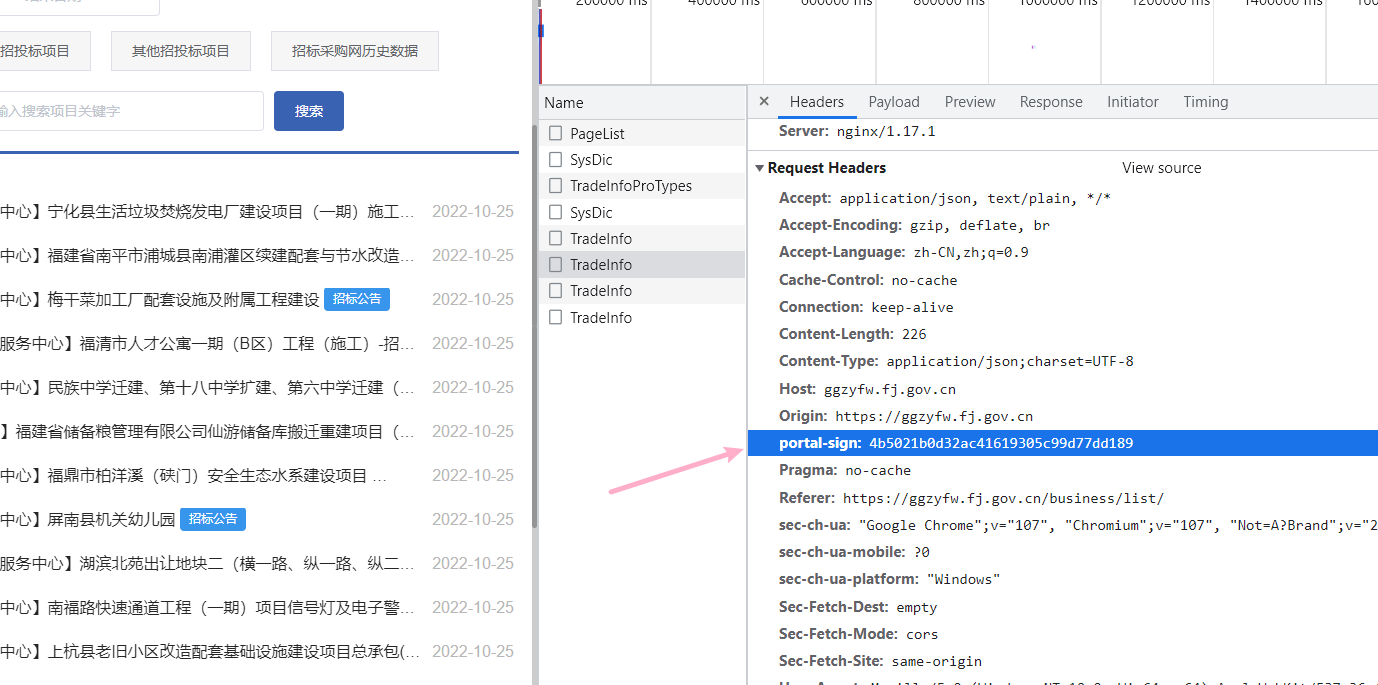 招投标项目
其他招投标项目
招标采购网历史数据
输入搜索项目关键字
搜索
中心】宁化县生活垃圾焚烧发电厂建设项目（一期）施工… 2022-10-25
中心】福建省南平市浦城县南浦灌区续建配套与节水改造… 2022-10-25
中心】梅干菜加工厂配套设施及附属工程建设 招标公告 2022-10-25
服务中心】福清市人才公寓一期（B区）工程（施工）-招… 2022-10-25
中心】民族中学迁建、第十八中学扩建、第六中学迁建（… 2022-10-25
】福建省储备粮管理有限公司仙游储备库搬迁重建项目（… 2022-10-25
中心】福鼎市柏洋溪（硖门）安全生态水系建设项目 … 2022-10-25
中心】屏南县机关幼儿园 招标公告 2022-10-25
服务中心】湖滨北苑出让地块二（横一路、纵一路、纵二… 2022-10-25
中心】南福路快速通道工程（一期）项目信号灯及电子警… 2022-10-25
中心】上杭县老旧小区改造配套基础设施建设项目总承包(… 2022-10-25
200000 ms
400000 ms
600000 ms
800000 ms
1000000 ms
1200000 ms
1400000 ms
Name
PageList
SysDic
TradeInfoProTypes
SysDic
TradeInfo
TradeInfo
TradeInfo
TradeInfo
× Headers Payload Preview Response Initiator Timing
Server: nginx/1.17.1
Request Headers View source
Accept: application/json, text/plain, */*
Accept-Encoding: gzip, deflate, br
Accept-Language: zh-CN,zh;q=0.9
Cache-Control: no-cache
Connection: keep-alive
Content-Length: 226
Content-Type: application/json;charset=UTF-8
Host: ggzyfw.fj.gov.cn
Origin: https://ggzyfw.fj.gov.cn
portal-sign: 4b5021b0d32ac41619305c99d77dd189
Pragma: no-cache
Referer: https://ggzyfw.fj.gov.cn/business/list/
sec-ch-ua: "Google Chrome";v="107", "Chromium";v="107", "Not=A?Brand";v="2
sec-ch-ua-mobile: ?0
sec-ch-ua-platform: "Windows"
Sec-Fetch-Dest: empty
Sec-Fetch-Mode: cors
Sec-Fetch-Site: same-origin